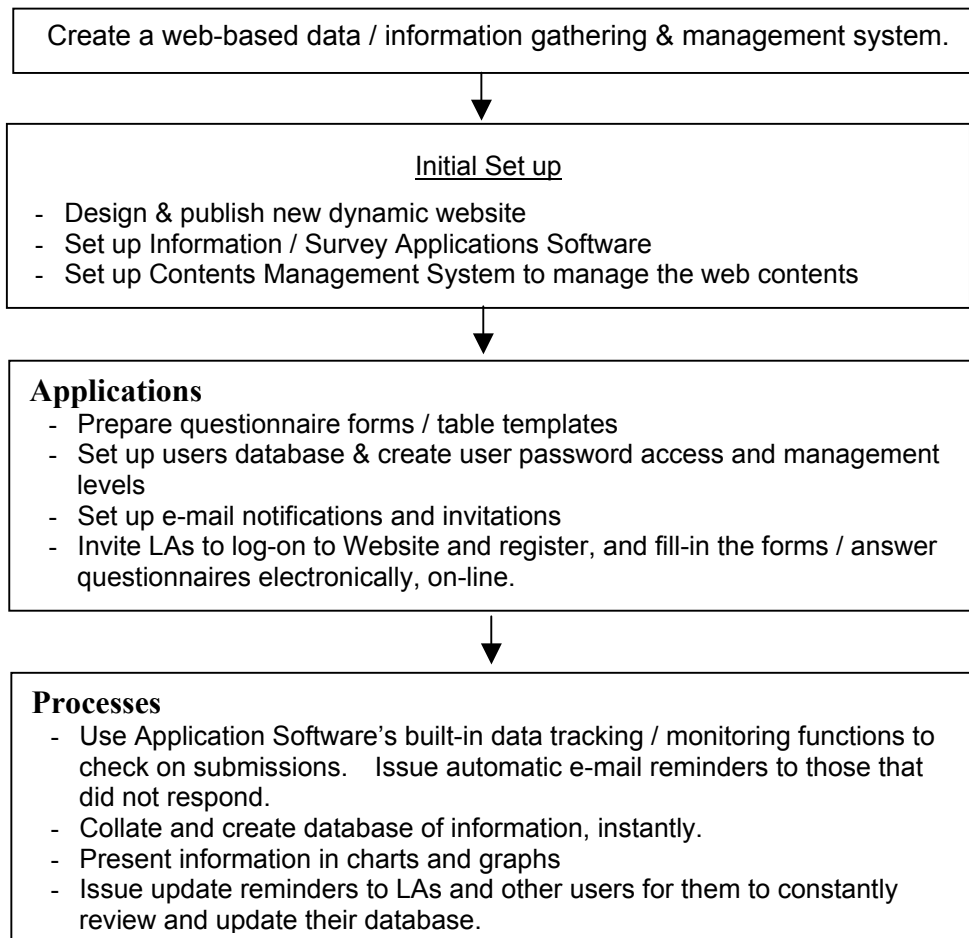 Create a web-based data / information gathering & management system.
Initial Set up
- Design & publish new dynamic website
- Set up Information / Survey Applications Software
- Set up Contents Management System to manage the web contents
Applications
- Prepare questionnaire forms / table templates
- Set up users database & create user password access and management
levels
- Set up e-mail notifications and invitations
- Invite LAs to log-on to Website and register, and fill-in the forms / answer
questionnaires electronically, on-line.
Processes
- Use Application Software’s built-in data tracking / monitoring functions to
check on submissions.   Issue automatic e-mail reminders to those that
did not respond.
- Collate and create database of information, instantly.
- Present information in charts and graphs
- Issue update reminders to LAs and other users for them to constantly
review and update their database.